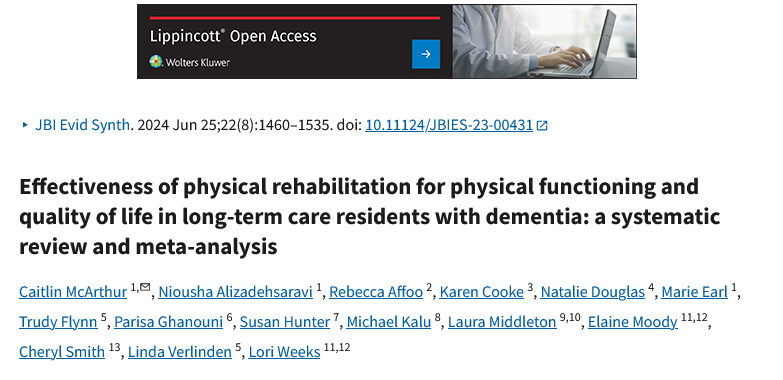 Lippincott® Open Access
Wolters Kluwer
JBI Evid Synth. 2024 Jun 25;22(8):1460–1535. doi: 10.11124/JBIES-23-00431
Effectiveness of physical rehabilitation for physical functioning and
quality of life in long-term care residents with dementia: a systematic
review and meta-analysis
Caitlin McArthur 1,✉, Niousha Alizadehsaravi 1, Rebecca Affoo 2, Karen Cooke 3, Natalie Douglas 4, Marie Earl 1,
Trudy Flynn 5, Parisa Ghanouni 6, Susan Hunter 7, Michael Kalu 8, Laura Middleton 9,10, Elaine Moody 11,12,
Cheryl Smith 13, Linda Verlinden 5, Lori Weeks 11,12